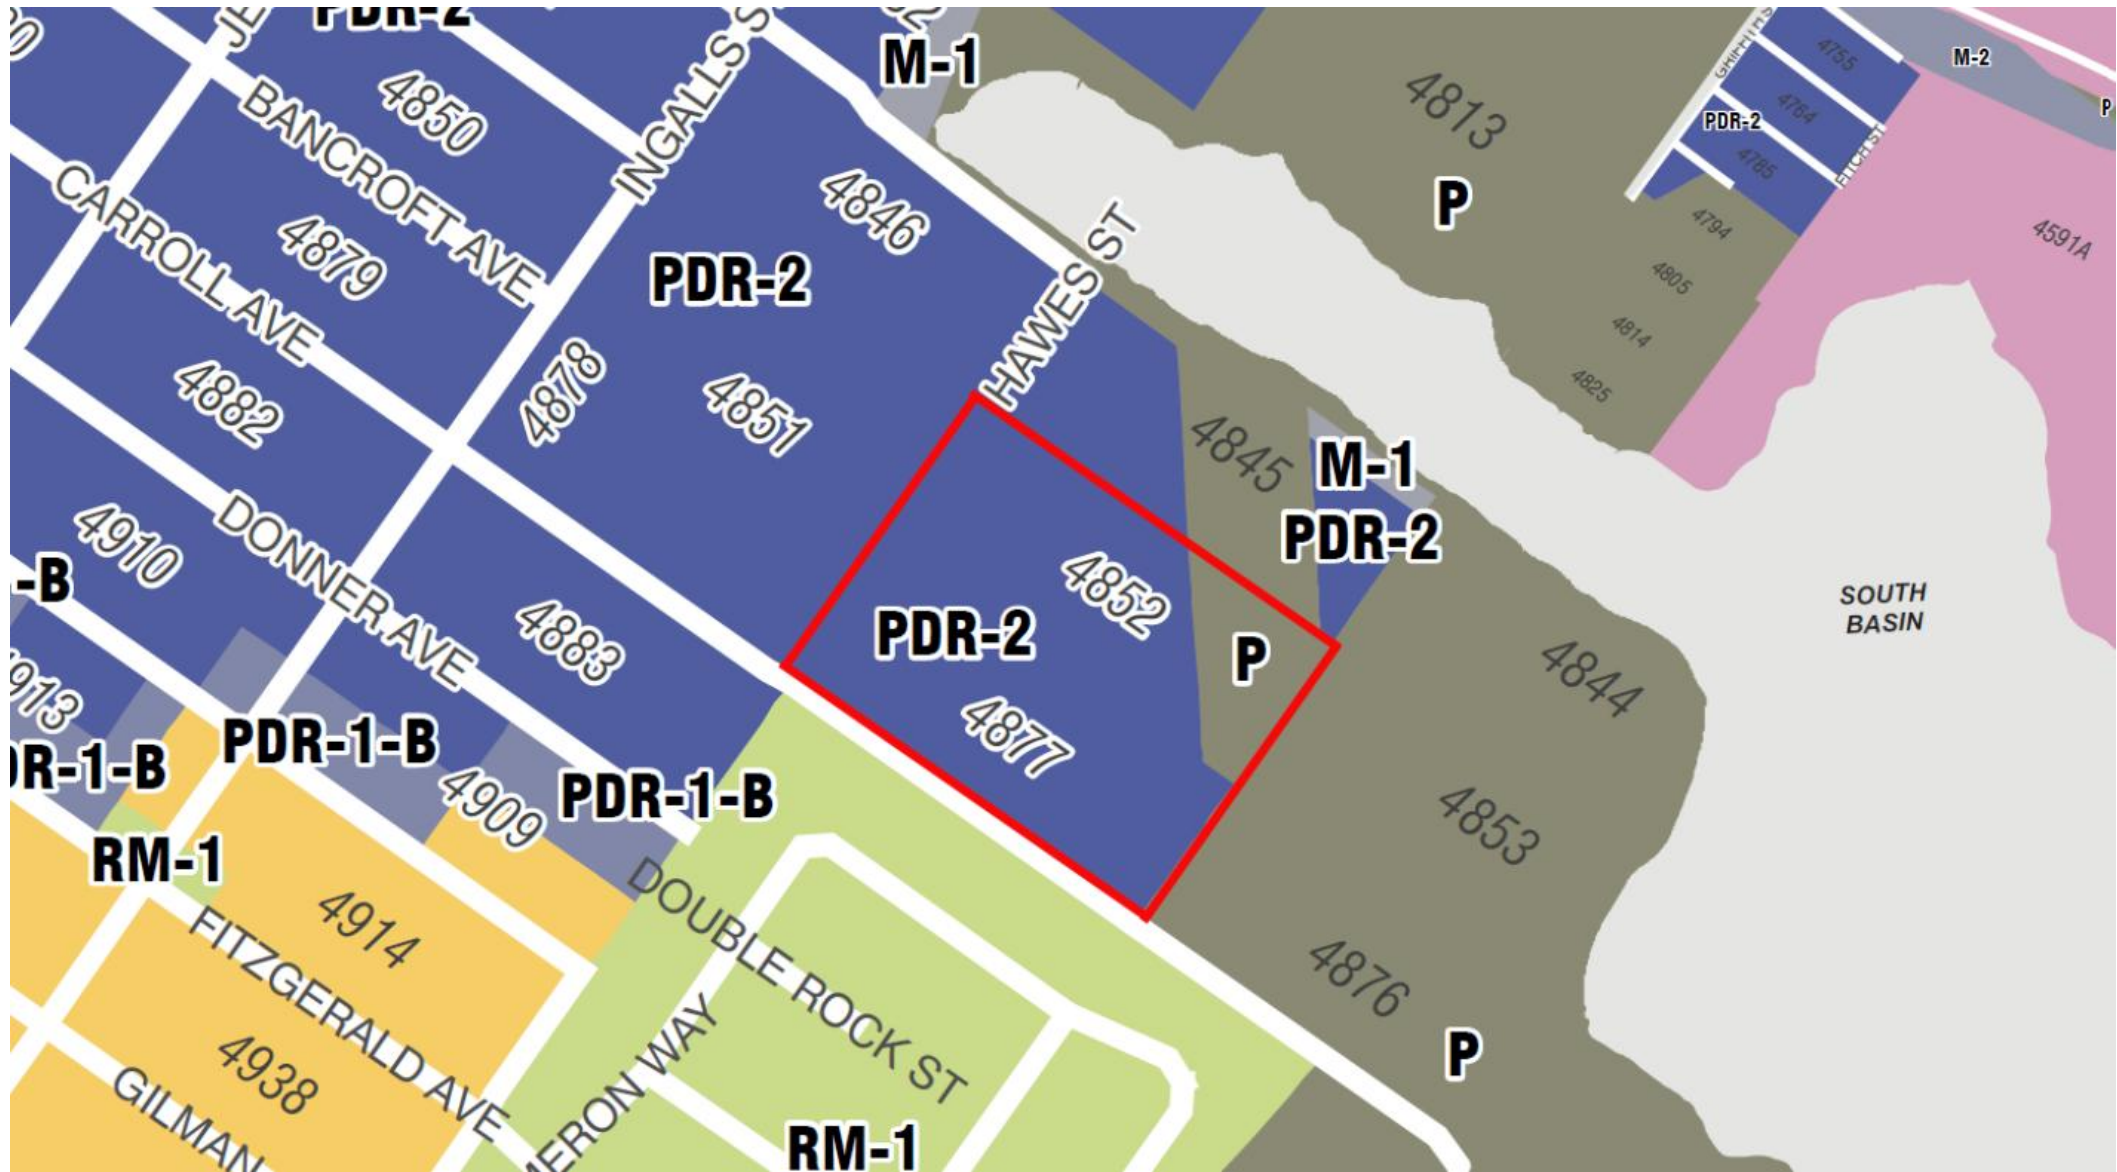 PDR-2
M-1
M-2
P
4755
4764
PDR-2
4785
FITCH ST
4813
P
4794
4591A
4805
4814
4825
4850
BANCROFT AVE
INGALLS S
4846
CARROLL AVE
4879
PDR-2
HAWES ST
4882
4878
4851
4845
M-1
PDR-2
4910
DONNER AVE
-B
4883
4852
PDR-2
P
4844
SOUTH
BASIN
4877
PDR-1-B
4909
PDR-1-B
4853
RM-1
DOUBLE ROCK ST
4914
FITZGERALD AVE
4876
P
4938
GILMAN
RM-1